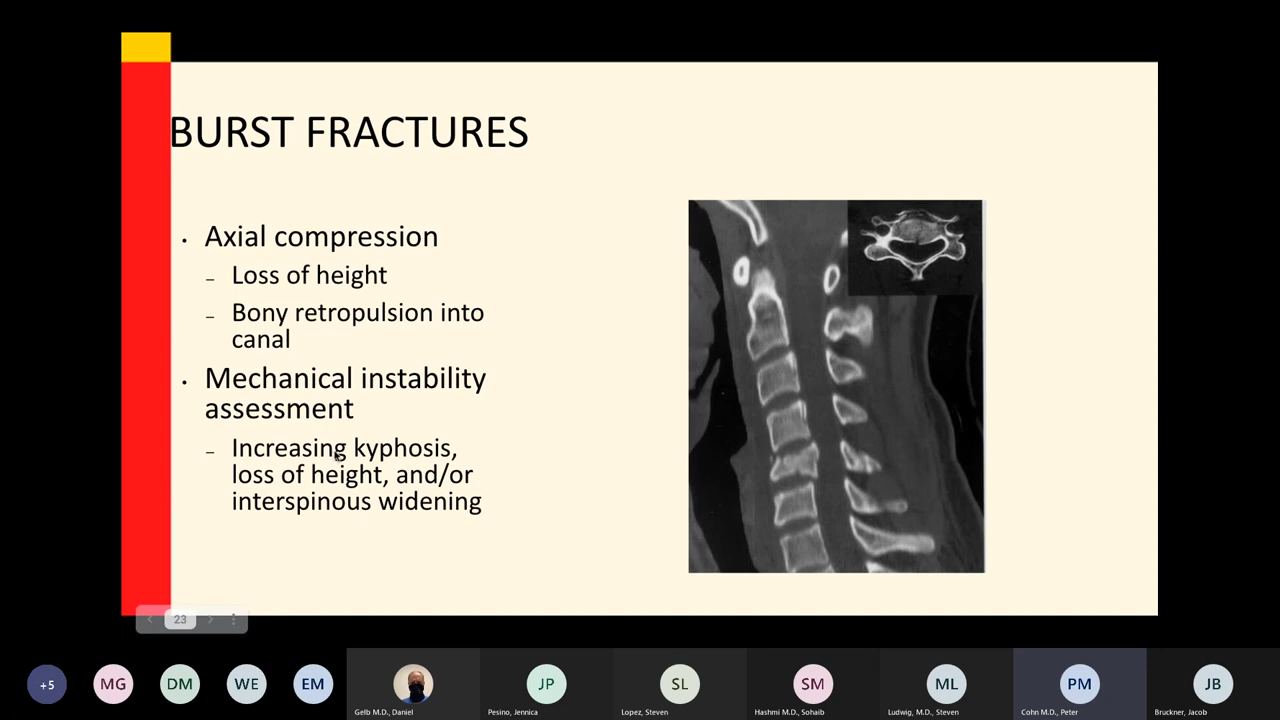 BURST FRACTURES
• Axial compression
– Loss of height
– Bony retropulsion into
canal
• Mechanical instability
assessment
– Increasing kyphosis,
loss of height, and/or
interspinous widening
23
+5
MG
DM
WE
EM
JP
SL
SM
ML
PM
JB
Gelb M.D., Daniel
Pesino, Jennica
Lopez, Steven
Hashmi M.D., Sohaib
Ludwig, M.D., Steven
Cohn M.D., Peter
Bruckner, Jacob